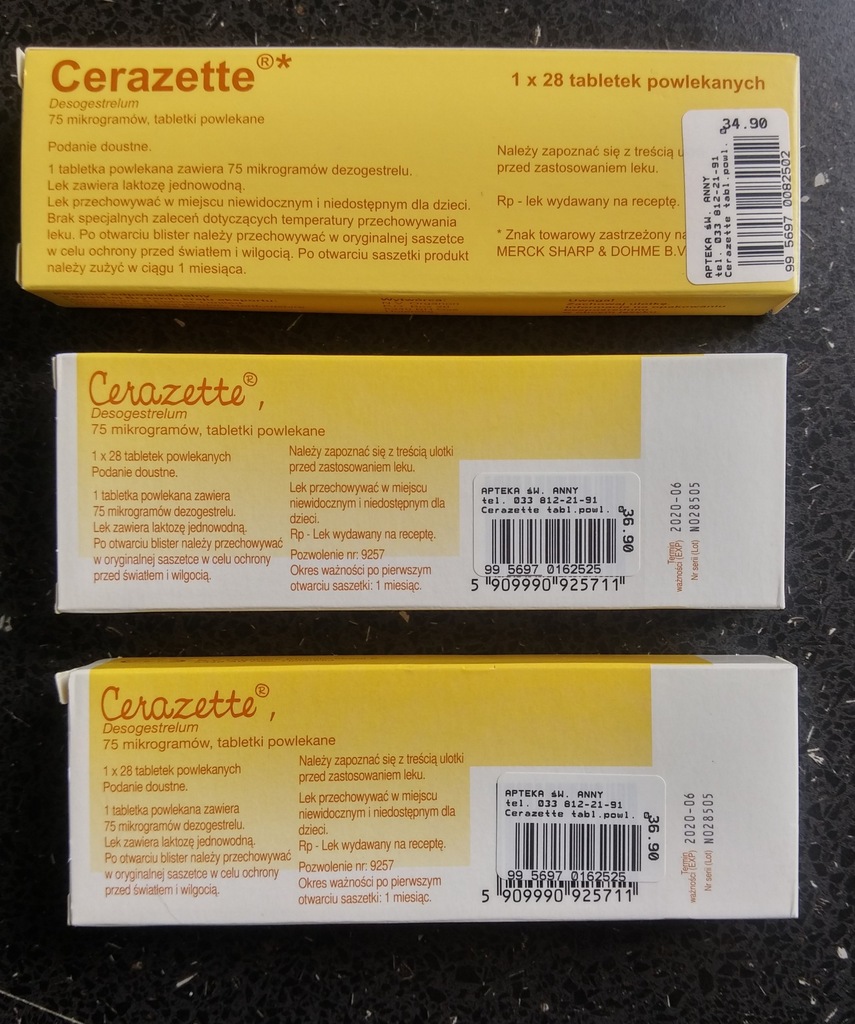 Cerazette®*
Desogestrelum
75 mikrogramów, tabletki powlekane
1 x 28 tabletek powlekanych
Podanie doustne.
1 tabletka powlekana zawiera 75 mikrogramów dezogestrelu.
Lek zawiera laktozę jednowodną.
Lek przechowywać w miejscu niewidocznym i niedostępnym dla dzieci.
Brak specjalnych zaleceń dotyczących temperatury przechowywania
leku. Po otwarciu blister należy przechowywać w oryginalnej saszetce
w celu ochrony przed światłem i wilgocią. Po otwarciu saszetki produkt
należy zużyć w ciągu 1 miesiąca.
Należy zapoznać się z treścią u
przed zastosowaniem leku.
Rp - lek wydawany na receptę.
* Znak towarowy zastrzeżony na
MERCK SHARP & DOHME B.V
34.90
APTEKA ŚW. ANNY
tel. 033 812-21-91
Cerazette tabl.powl.
99 5697 0082502
Wytwórca:
Uwaga!
Zachować ulotkę.
Cerazette®,
Desogestrelum
75 mikrogramów, tabletki powlekane
1 x 28 tabletek powlekanych
Podanie doustne.
1 tabletka powlekana zawiera
75 mikrogramów dezogestrelu.
Lek zawiera laktozę jednowodną.
Po otwarciu blister należy przechowywać
w oryginalnej saszetce w celu ochrony
przed światłem i wilgocią.
Należy zapoznać się z treścią ulotki
przed zastosowaniem leku.
Lek przechowywać w miejscu
niewidocznym i niedostępnym dla
dzieci.
Rp - Lek wydawany na receptę.
Pozwolenie nr: 9257
Okres ważności po pierwszym
otwarciu saszetki: 1 miesiąc.
APTEKA ŚW. ANNY
tel. 033 812-21-91
Cerazette tabl.powl.
36.90
99 5697 0162525
5 909990 925711
Termin
ważności (EXP) 2020-06
Nr serii (Lot) N028505
Cerazette®,
Desogestrelum
75 mikrogramów, tabletki powlekane
1 x 28 tabletek powlekanych
Podanie doustne.
1 tabletka powlekana zawiera
75 mikrogramów dezogestrelu.
Lek zawiera laktozę jednowodną.
Po otwarciu blister należy przechowywać
w oryginalnej saszetce w celu ochrony
przed światłem i wilgocią.
Należy zapoznać się z treścią ulotki
przed zastosowaniem leku.
Lek przechowywać w miejscu
niewidocznym i niedostępnym dla
dzieci.
Rp - Lek wydawany na receptę.
Pozwolenie nr: 9257
Okres ważności po pierwszym
otwarciu saszetki: 1 miesiąc.
APTEKA ŚW. ANNY
tel. 033 812-21-91
Cerazette tabl.powl.
36.90
99 5697 0162525
5 909990 925711
Termin
ważności (EXP) 2020-06
Nr serii (Lot) N028505